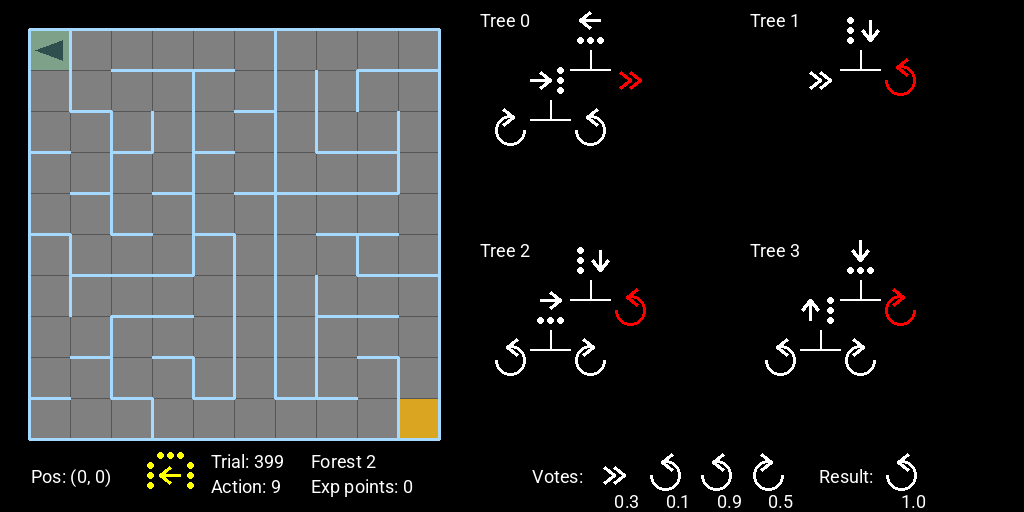 Tree 0
Tree 1
Tree 2
Tree 3
Pos: (0, 0)
Trial: 399
Forest 2
Action: 9
Exp points: 0
Votes:
0.3
0.1
0.9
0.5
Result:
1.0